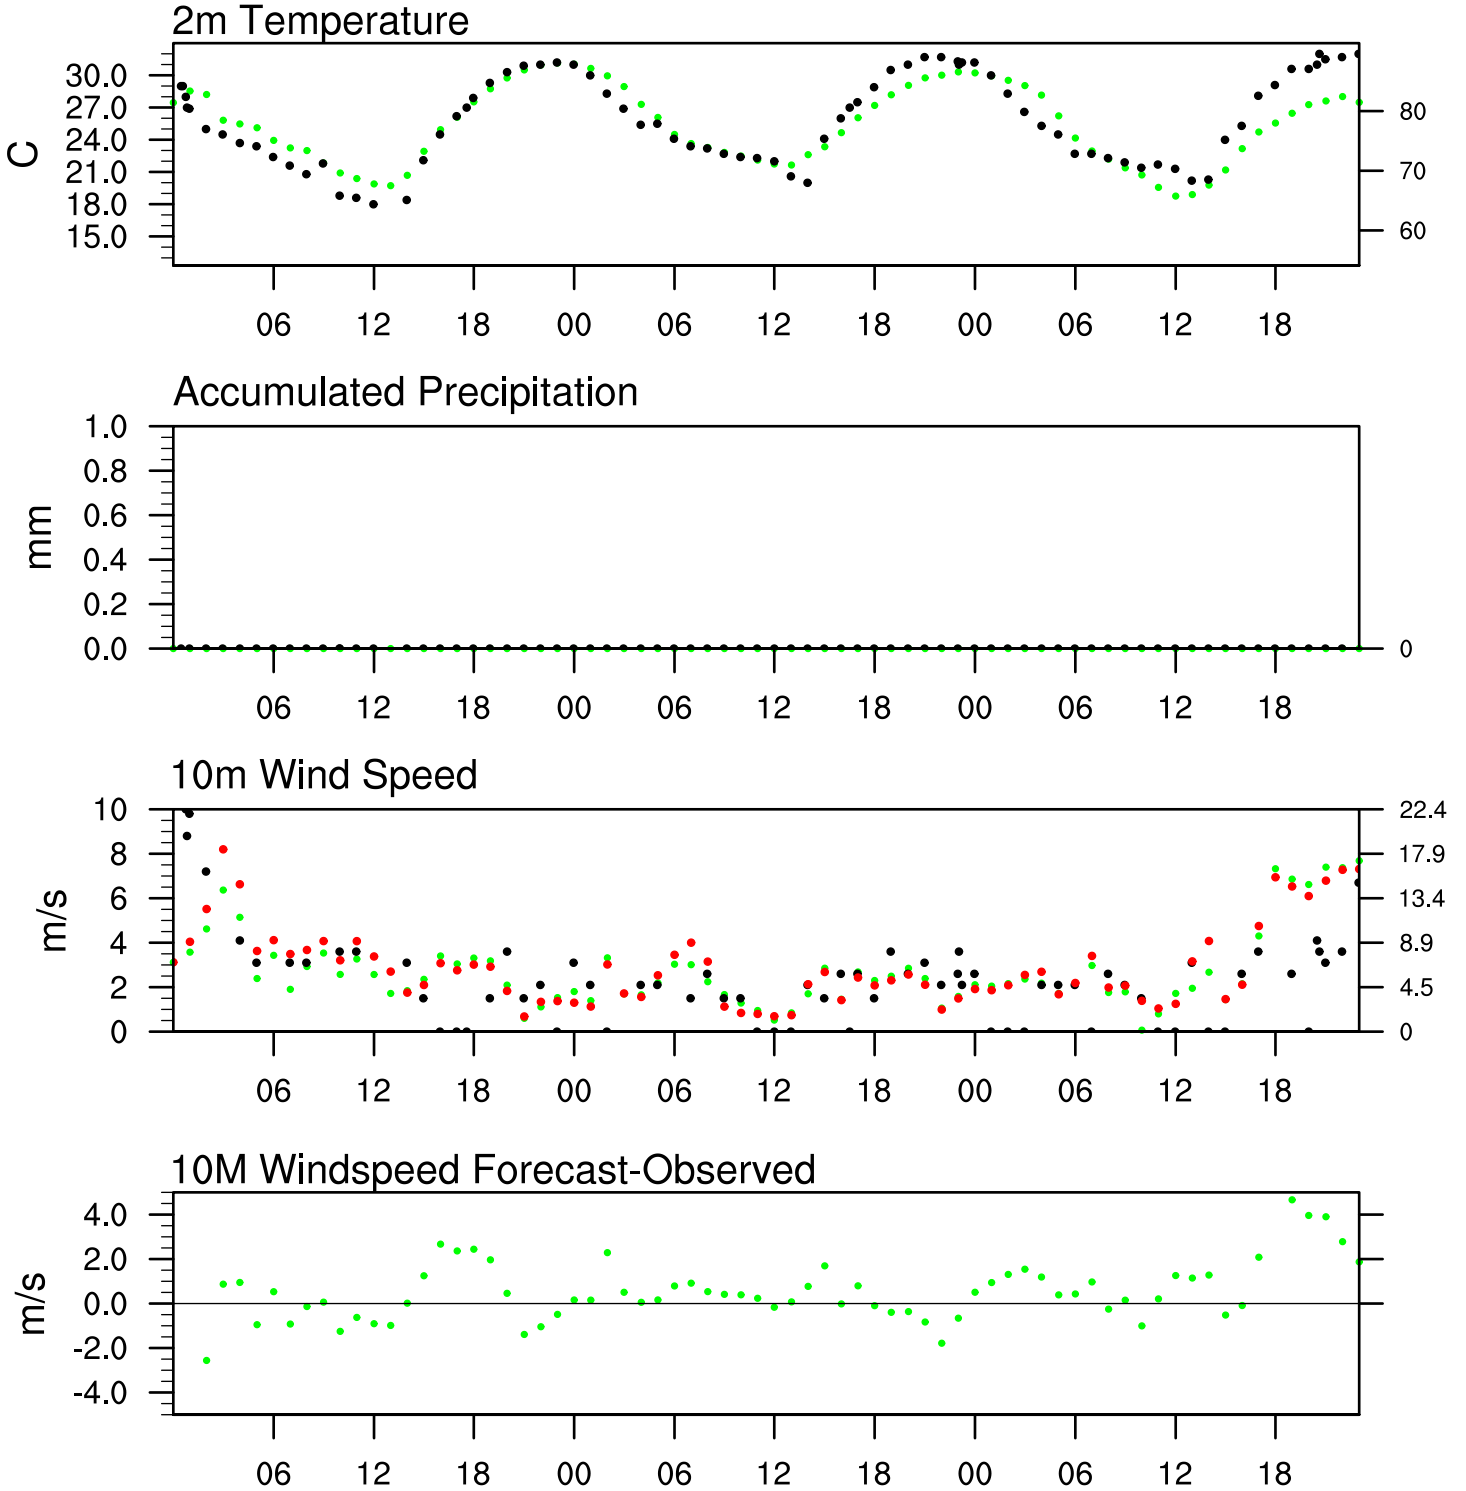 2m Temperature
30.0
27.0
24.0
21.0
18.0
15.0
C
80
70
60
06 12 18 00 06 12 18 00 06 12 18
Accumulated Precipitation
1.0
0.8
0.6
0.4
0.2
0.0
mm
0
06 12 18 00 06 12 18 00 06 12 18
10m Wind Speed
10
8
6
4
2
0
m/s
22.4
17.9
13.4
8.9
4.5
0
06 12 18 00 06 12 18 00 06 12 18
10M Windspeed Forecast-Observed
4.0
2.0
0.0
-2.0
-4.0
m/s
06 12 18 00 06 12 18 00 06 12 18